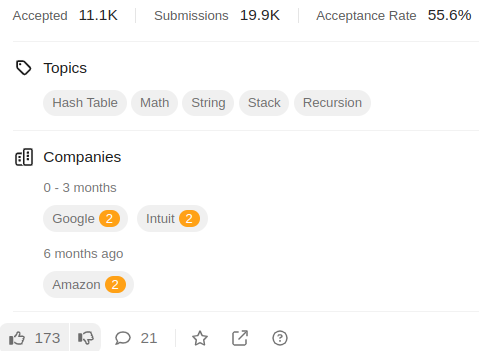 Accepted 11.1K Submissions 19.9K Acceptance Rate 55.6%
Topics
Hash Table Math String Stack Recursion
Companies
0 - 3 months
Google 2 Intuit 2
6 months ago
Amazon 2
173 21